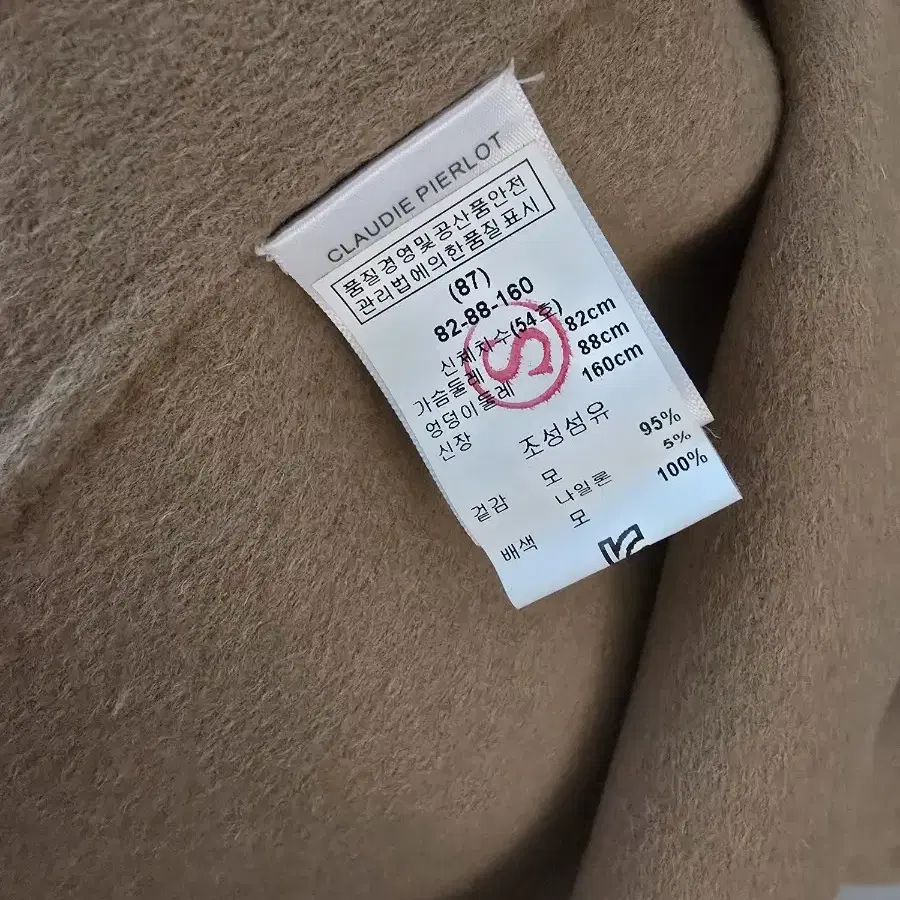 CLAUDIE PIERLOT
품질경영및공산품안전
관리법에의한품질표시
(87)
82-88-160
신체치수(54호)
가슴둘레 82cm
엉덩이둘레 88cm
신장 160cm
S
조성섬유
겉감 모 95%
나일론 5%
배색 모 100%